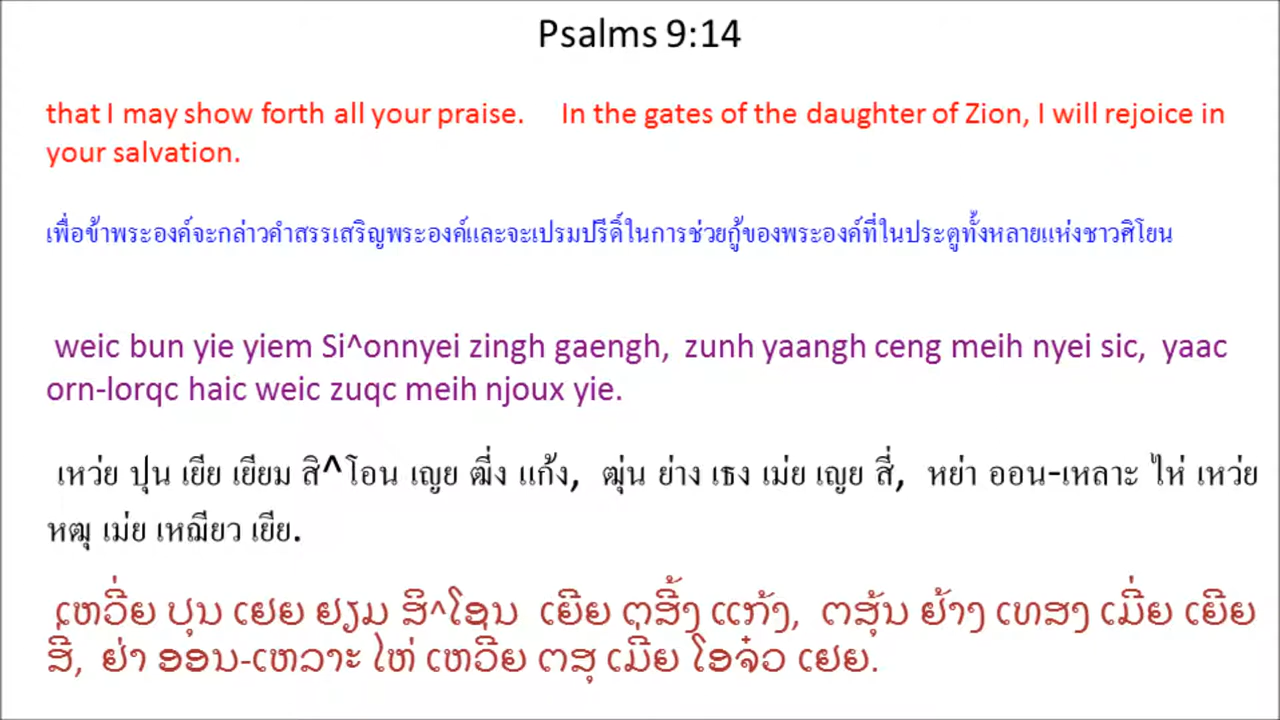 Psalms 9:14
that I may show forth all your praise. In the gates of the daughter of Zion, I will rejoice in
your salvation.
เพื่อข้าพระองค์จะกล่าวคำสรรเสริญพระองค์และจะเปรมปรีดิ์ในการช่วยกู้ของพระองค์ที่ในประตูทั้งหลายแห่งชาวศิโยน
weic bun yie yiem Si^onnyei zingh gaengh, zunh yaangh ceng meih nyei sic, yaac
orn-lorqc haic weic zuqc meih njoux yie.
เหว่ย ปุน เยีย เยียม สิ^โอน เญย ฒี่ง แก้ง, ฒุ่น ย่าง เธง เม่ย เญย สี่, หย่า ออน-เหลาะ ไห่ เหว่ย
หฒุ เม่ย เหฌียว เยีย.
ເຫວີ່ຍ ປຸນ ເຢຍ ຢຽມ ສິ^ໂອນ ເຍີຍ ຕສີ້ງ ແກ້ງ, ຕສຸ້ນ ຢ້າງ ເທສງ ເມີ່ຍ ເຍີຍ
ສີ່, ຢ່າ ອອນ-ເຫລາະ ໄຫ່ ເຫວີ່ຍ ຕສຸ ເມີ່ຍ ໂອຈ໋ວ ເຢຍ.